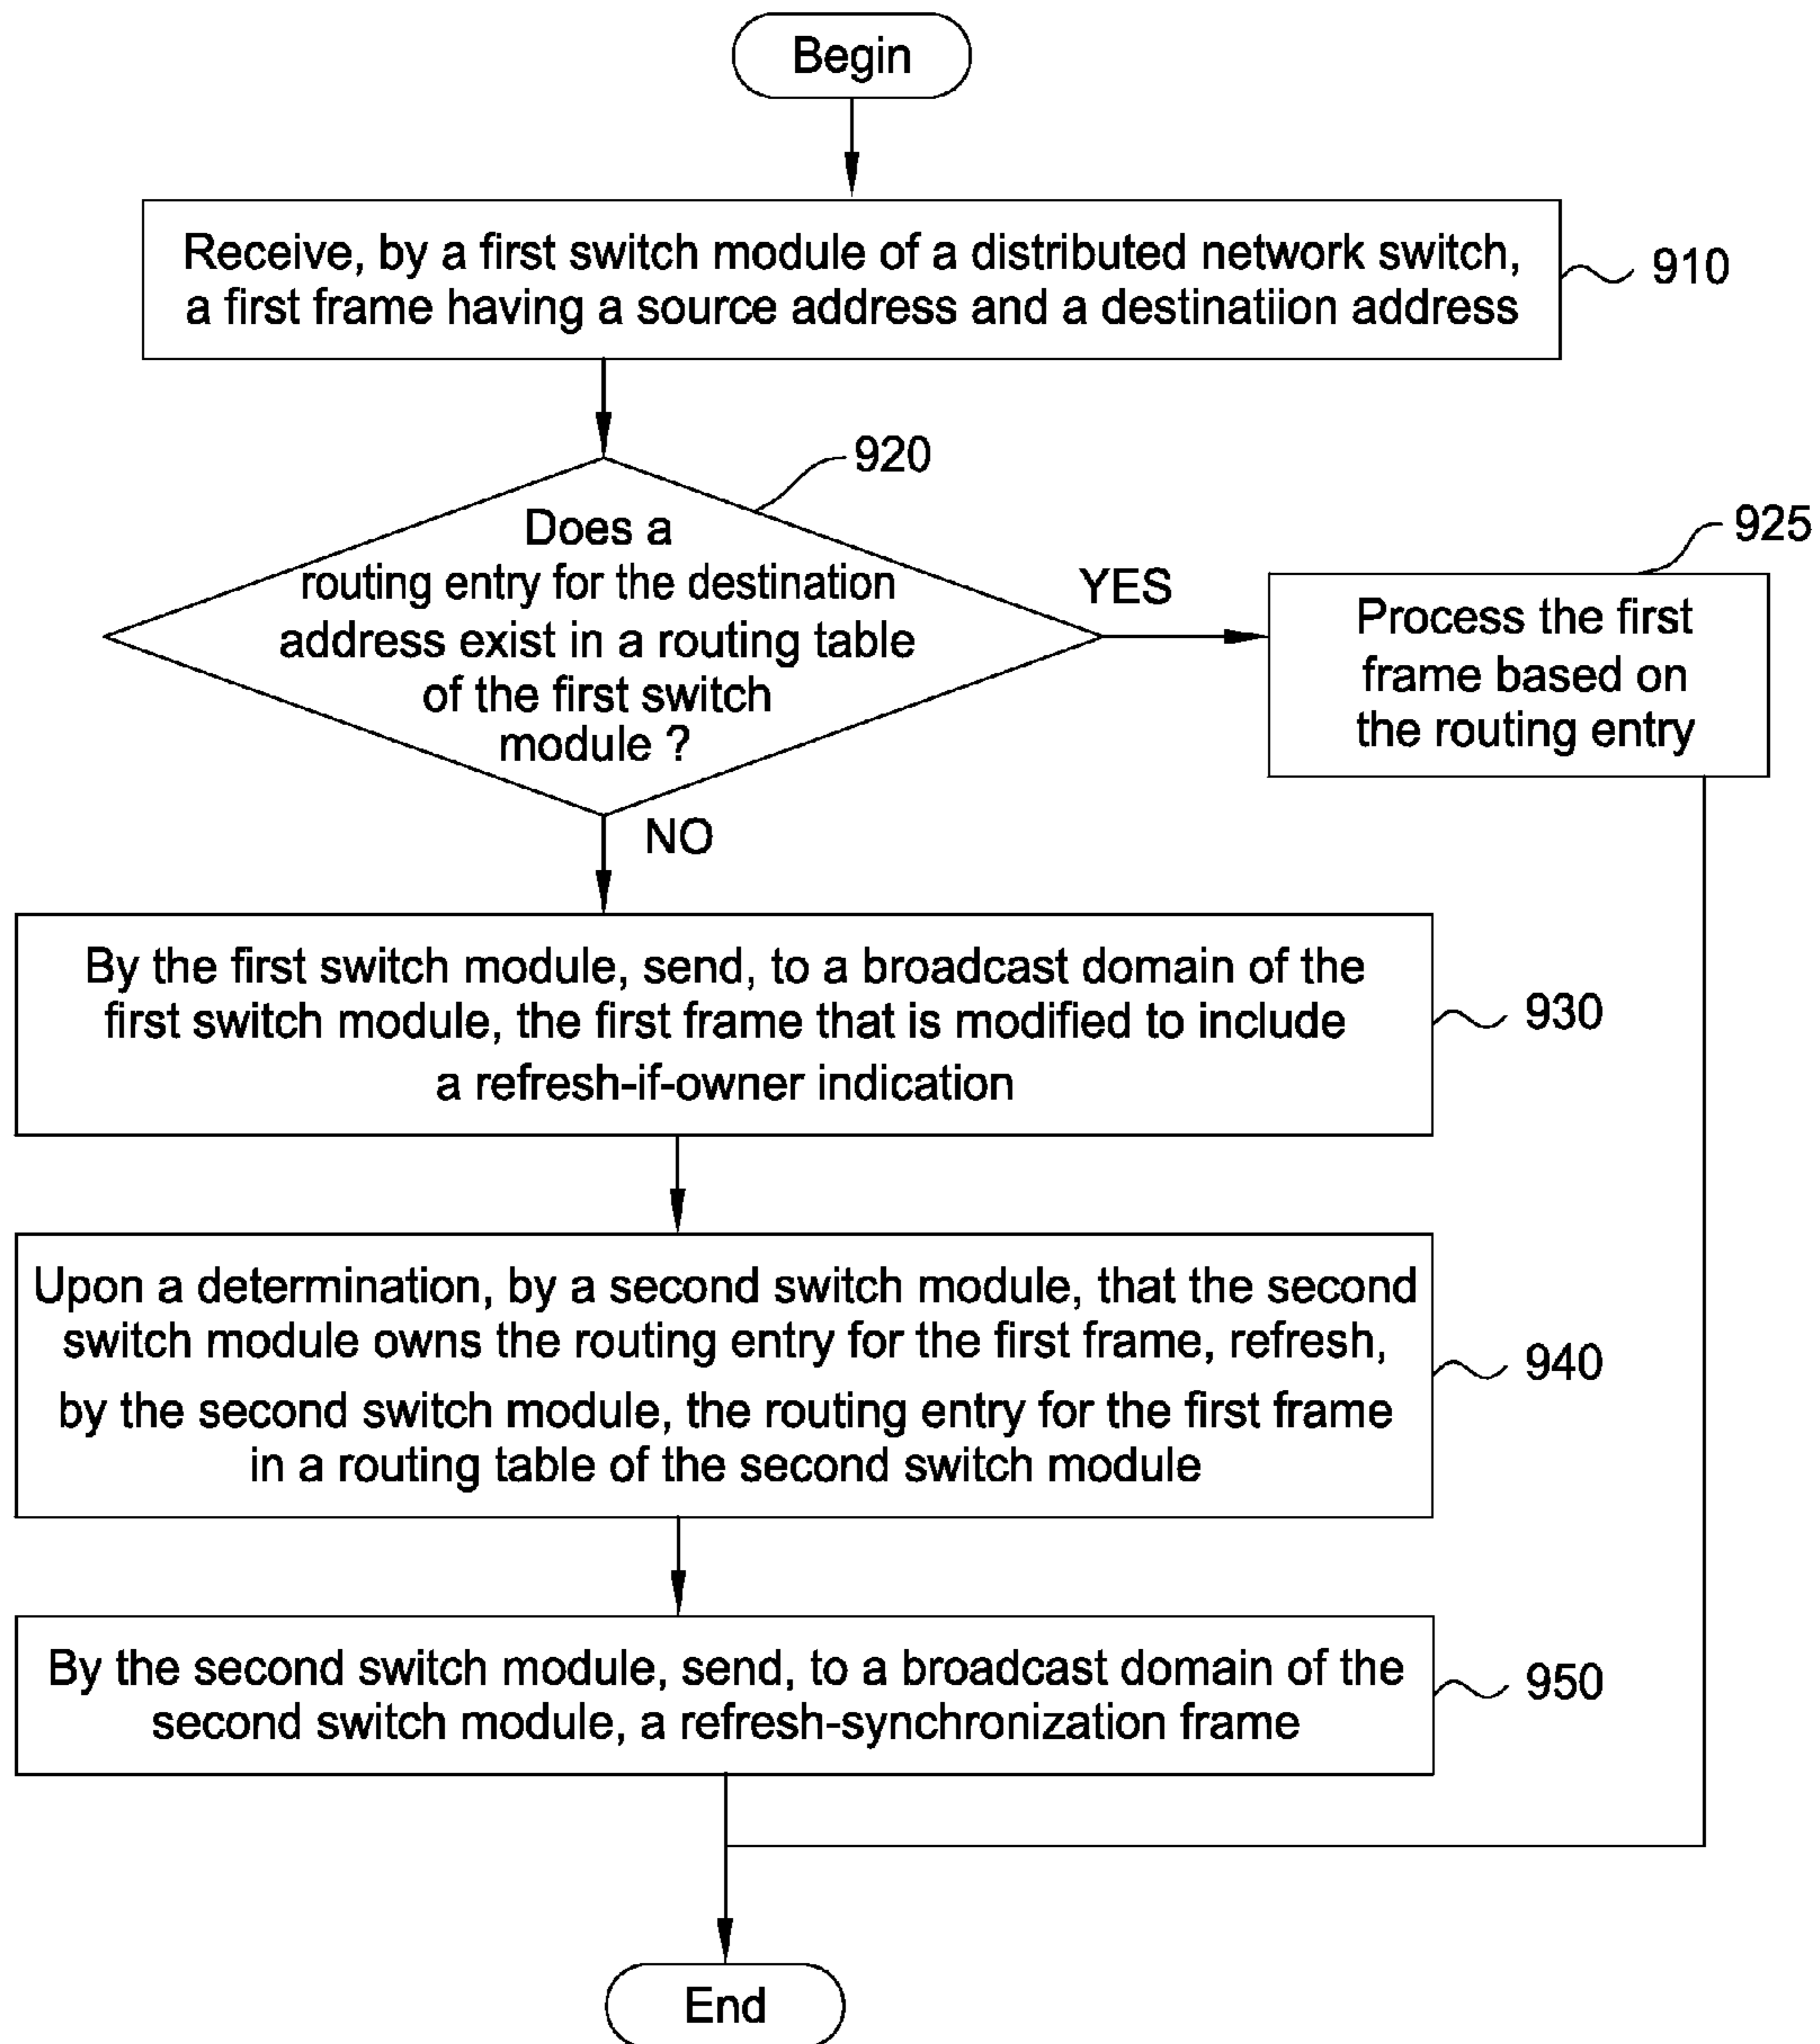 Begin
Receive, by a first switch module of a distributed network switch,
a first frame having a source address and a destinatiion address
910
920
Does a
routing entry for the destination
address exist in a routing table
of the first switch
module ?
YES
925
Process the first
frame based on
the routing entry
NO
By the first switch module, send, to a broadcast domain of the
first switch module, the first frame that is modified to include
a refresh-if-owner indication
930
Upon a determination, by a second switch module, that the second
switch module owns the routing entry for the first frame, refresh,
by the second switch module, the routing entry for the first frame
in a routing table of the second switch module
940
By the second switch module, send, to a broadcast domain of the
second switch module, a refresh-synchronization frame
950
End